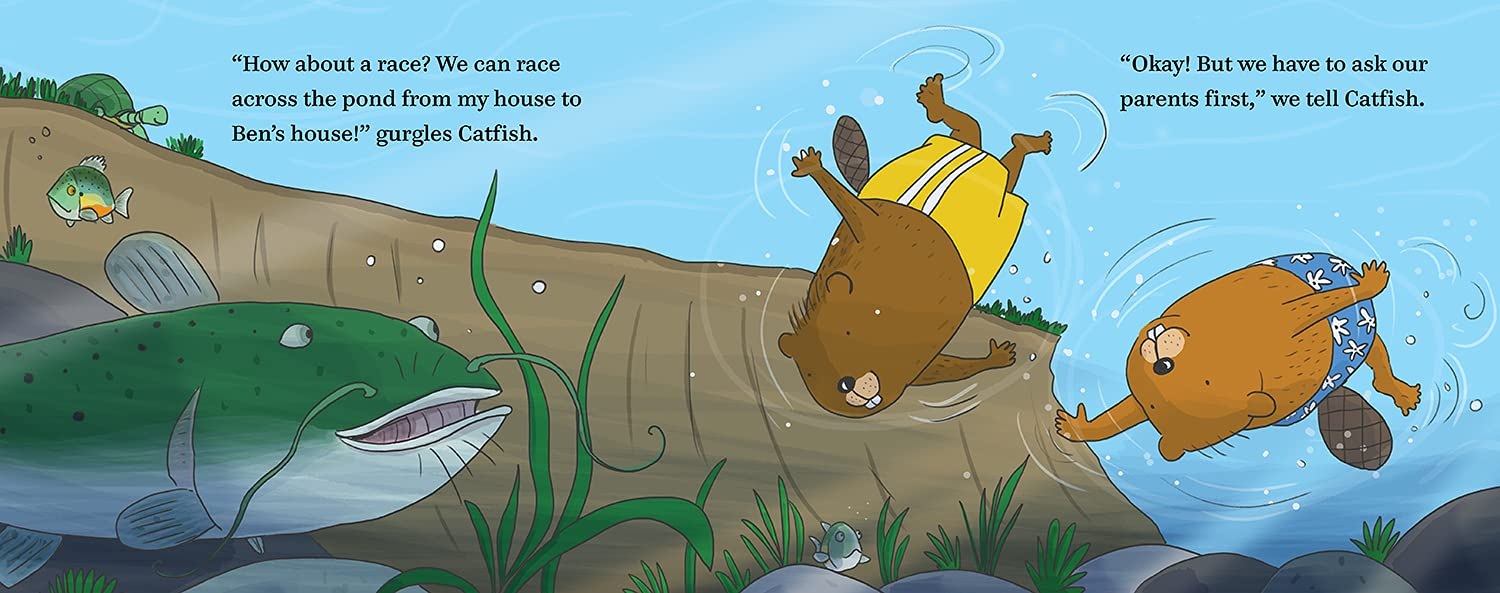 “How about a race? We can race
across the pond from my house to
Ben’s house!” gurgles Catfish.
“Okay! But we have to ask our
parents first,” we tell Catfish.